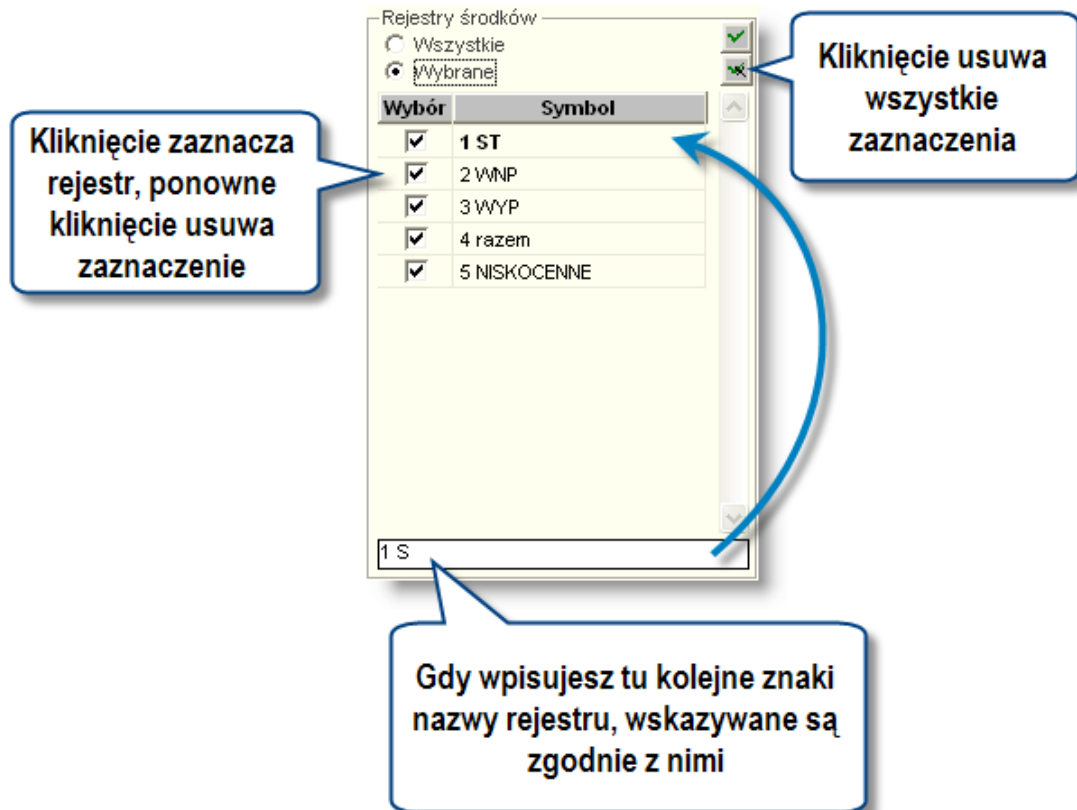 Rejestry środków
Wszystkie
Wybrane
Wybór Symbol
1 ST
2 WNP
3 WYP
4 razem
5 NISKOCENNE
1 S
Kliknięcie zaznacza
rejestr, ponowne
kliknięcie usuwa
zaznaczenie
Kliknięcie usuwa
wszystkie
zaznaczenia
Gdy wpisujesz tu kolejne znaki
nazwy rejestru, wskazywane są
zgodnie z nimi